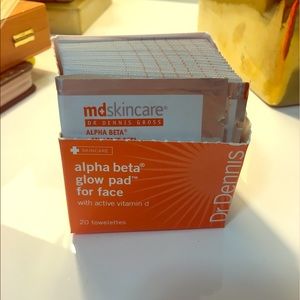 mdskincare®
DR DENNIS GROSS
ALPHA BETA®
SKINCARE
alpha beta®
glow pad™
for face
with active vitamin d
20 towelettes
Dr Dennis